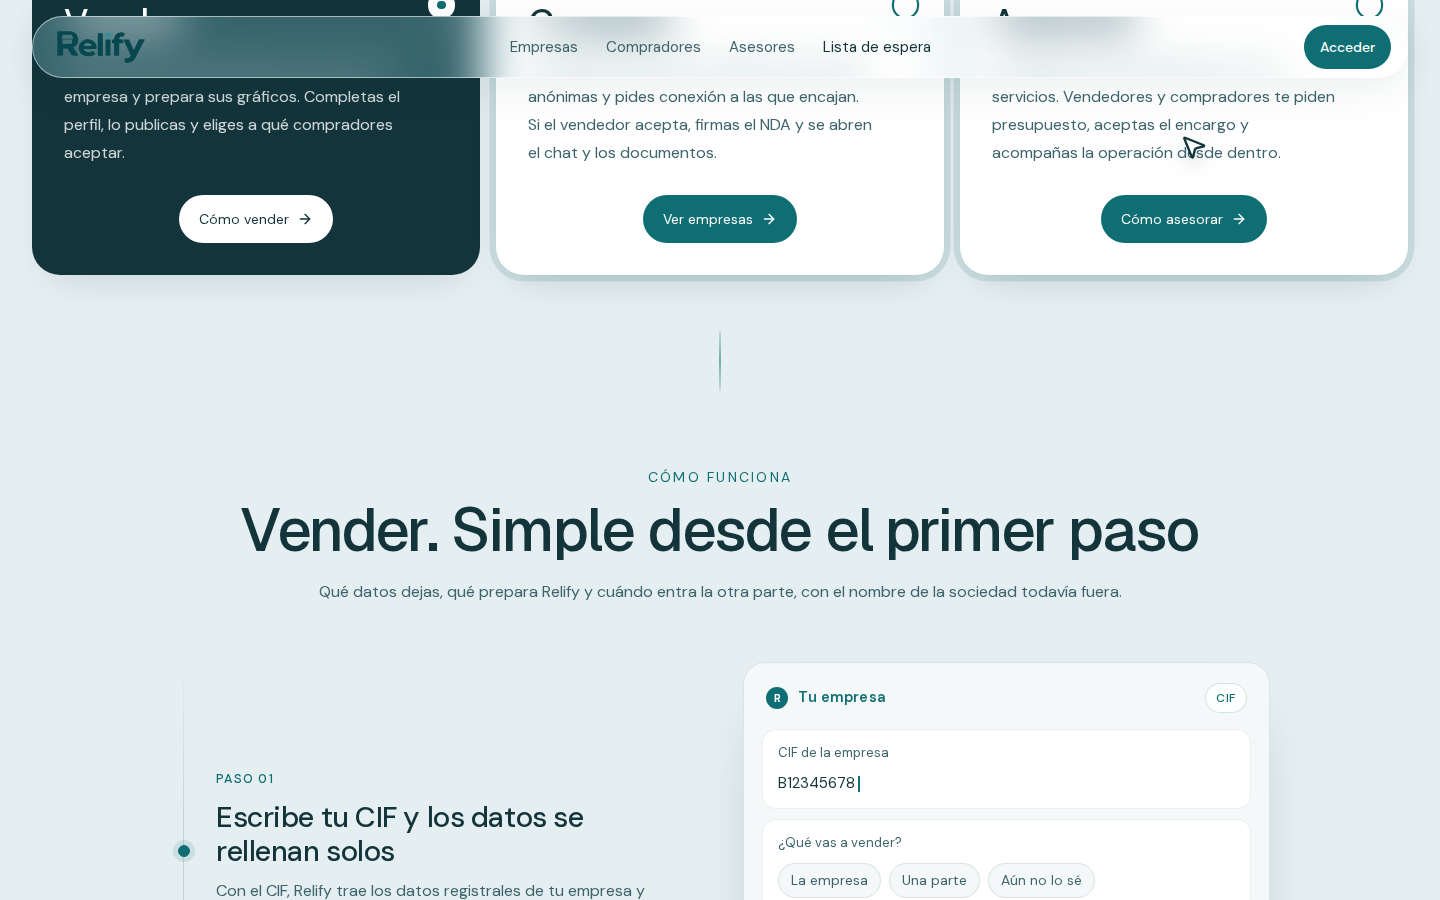 Relify
Empresas
Compradores
Asesores
Lista de espera
Acceder
empresa y prepara sus gráficos. Completas el
perfil, lo publicas y eliges a qué compradores
aceptar.
Cómo vender
anónimas y pides conexión a las que encajan.
Si el vendedor acepta, firmas el NDA y se abren
el chat y los documentos.
Ver empresas
servicios. Vendedores y compradores te piden
presupuesto, aceptas el encargo y
acompañas la operación desde dentro.
Cómo asesorar
CÓMO FUNCIONA
Vender. Simple desde el primer paso
Qué datos dejas, qué prepara Relify y cuándo entra la otra parte, con el nombre de la sociedad todavía fuera.
PASO 01
Escribe tu CIF y los datos se
rellenan solos
Con el CIF, Relify trae los datos registrales de tu empresa y
R
Tu empresa
CIF
CIF de la empresa
B12345678
¿Qué vas a vender?
La empresa
Una parte
Aún no lo sé